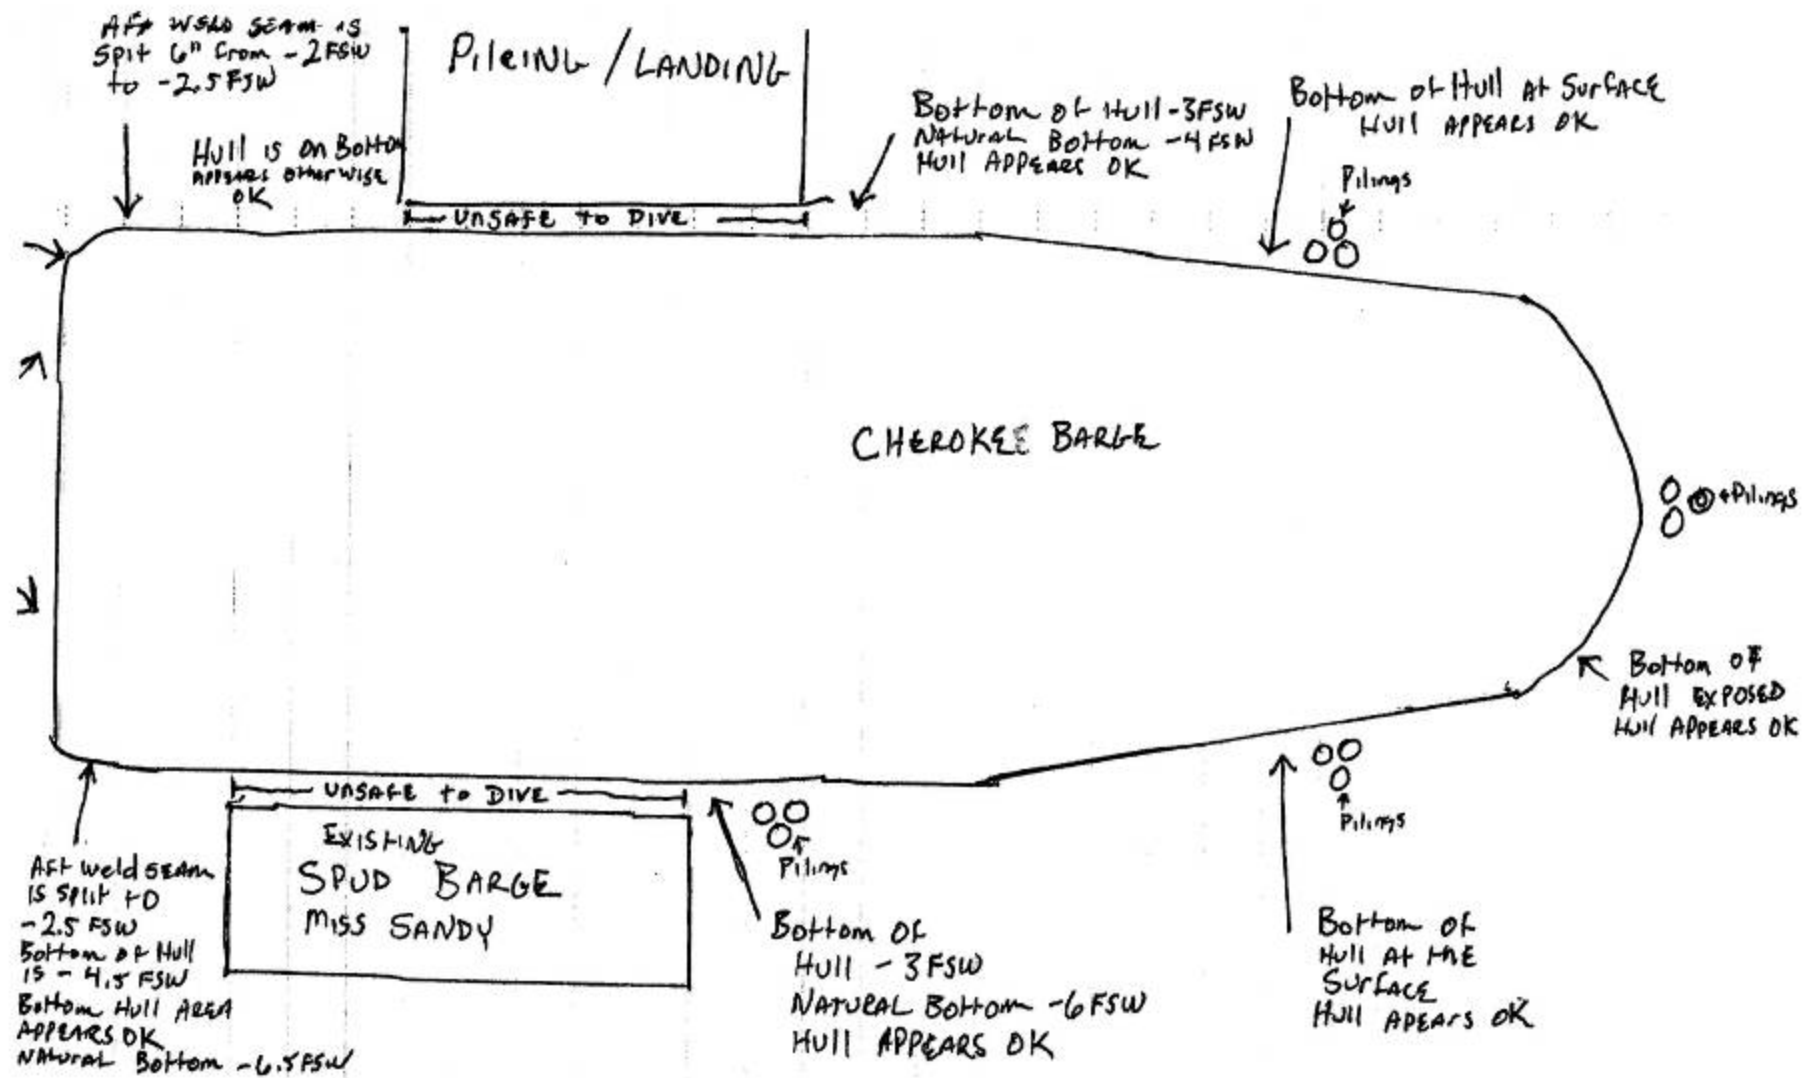 Aft weld seam is
Split 6" from -2FSW
to -2.5 FSW
Hull is on Botto
Appears otherwise
OK
PileING / LANDING
UNSAFE to DIVE
Bottom of Hull -3FSW
Natural Bottom -4FSW
Hull Appears OK
Bottom of Hull At Surface
Hull Appears OK
Pilings
CHEROKEE BARGE
Pilings
Bottom of
Hull EXPOSED
Hull Appears OK
UNSAFE to DIVE
EXISTING
SPUD BARGE
MISS SANDY
Pilings
Pilings
Aft weld seam
is split to
-2.5 FSW
Bottom of Hull
is -4.5 FSW
Bottom Hull AREA
APPEARS OK
Natural Bottom -6.5FSW
Bottom Of
Hull -3FSW
NATURAL Bottom -6FSW
Hull APPEARS OK
Bottom Of
Hull At the
Surface
Hull APEArs OK